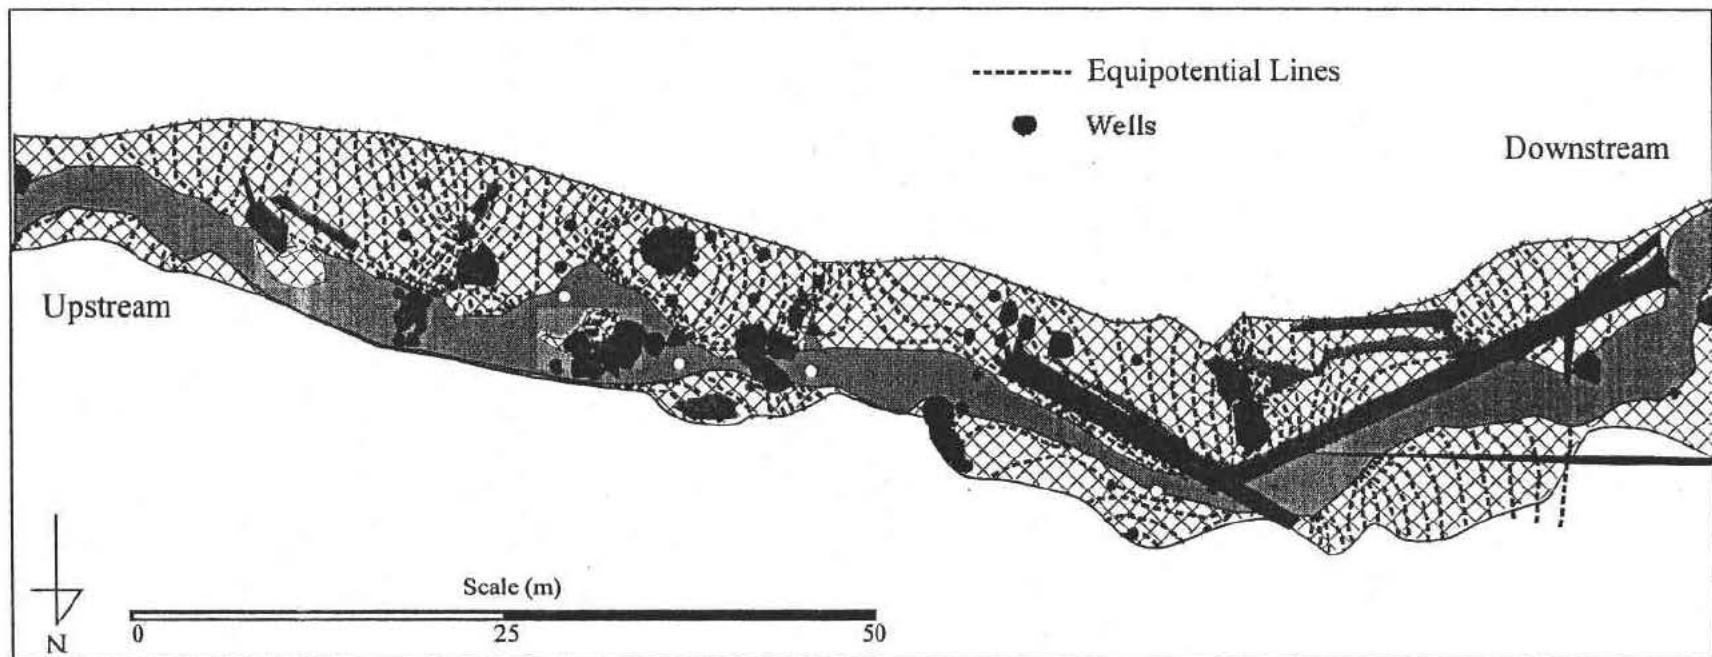 Equipotential Lines
Wells
Downstream
Upstream
Scale (m)
0 25 50
N